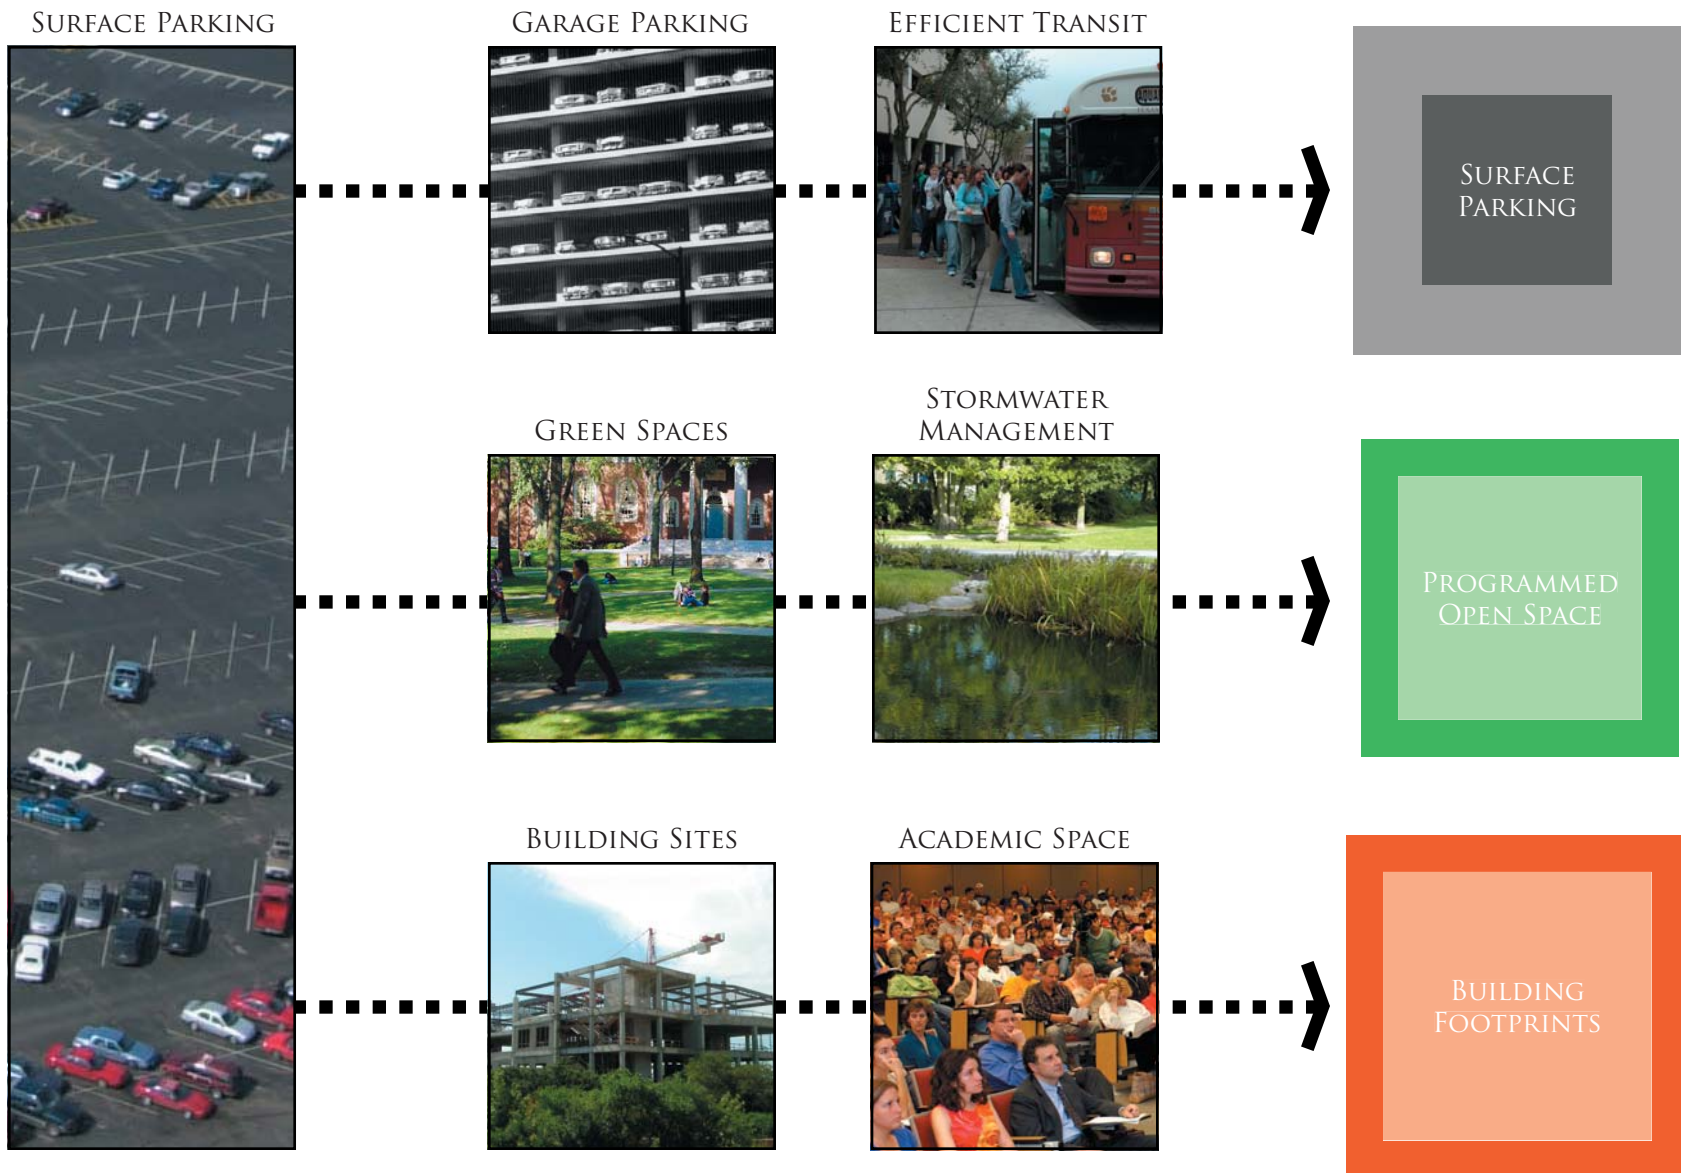 Surface Parking
Garage Parking
Efficient Transit
Surface
Parking
Green Spaces
Stormwater
Management
Programmed
Open Space
Building Sites
Academic Space
Building
Footprints